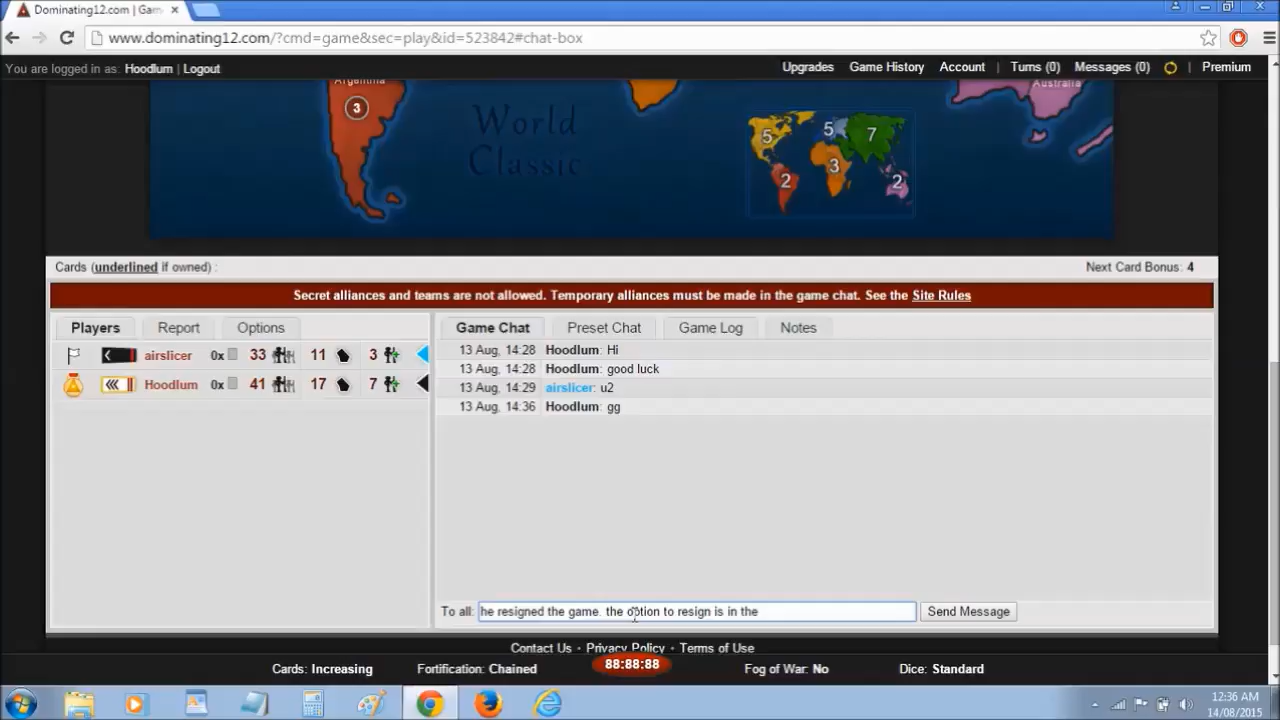 Dominating12.com | Gam
www.dominating12.com/?cmd=game&sec=play&id=523842#chat-box
You are logged in as: Hoodlum | Logout
Upgrades Game History Account | Turns (0) Messages (0) Premium
Argentina
Australia
3
World
Classic
5 5 7
3
2 2
Cards (underlined if owned) :
Next Card Bonus: 4
Secret alliances and teams are not allowed. Temporary alliances must be made in the game chat. See the Site Rules
Players Report Options
Game Chat Preset Chat Game Log Notes
airslicer 0x 33 11 3
Hoodlum 0x 41 17 7
13 Aug, 14:28 Hoodlum: Hi
13 Aug, 14:28 Hoodlum: good luck
13 Aug, 14:29 airslicer: u2
13 Aug, 14:36 Hoodlum: gg
To all: he resigned the game. the option to resign is in the
Send Message
Contact Us • Privacy Policy • Terms of Use
Cards: Increasing Fortification: Chained 88:88:88 Fog of War: No Dice: Standard
12:36 AM
14/08/2015